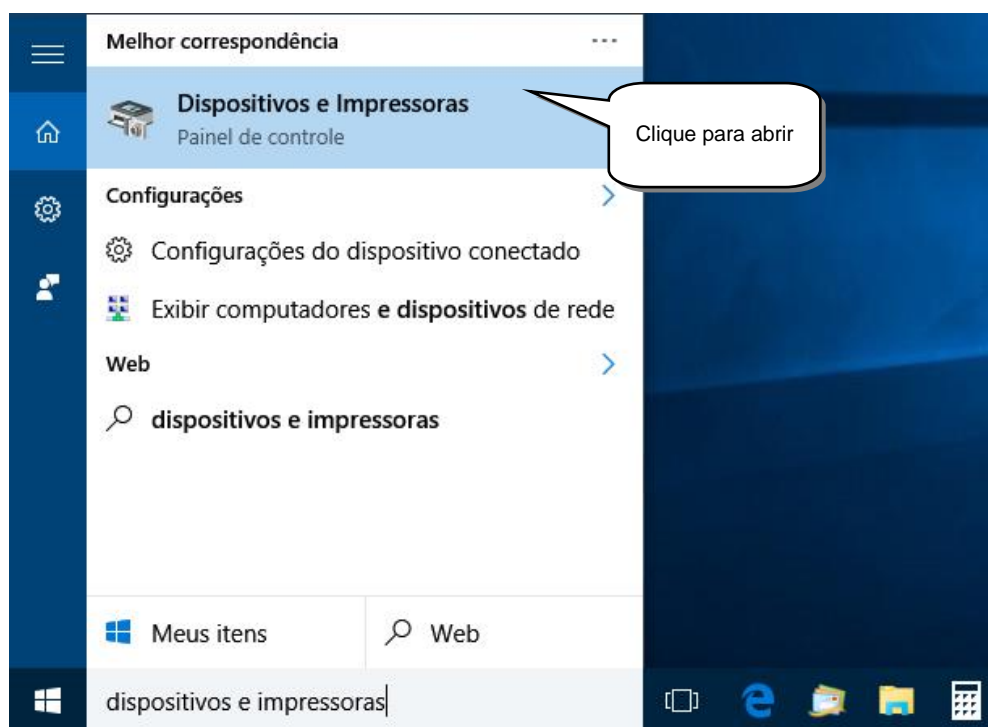 Melhor correspondência
Dispositivos e Impressoras
Painel de controle
Clique para abrir
Configurações
Configurações do dispositivo conectado
Exibir computadores e dispositivos de rede
Web
dispositivos e impressoras
Meus itens
Web
dispositivos e impressoras